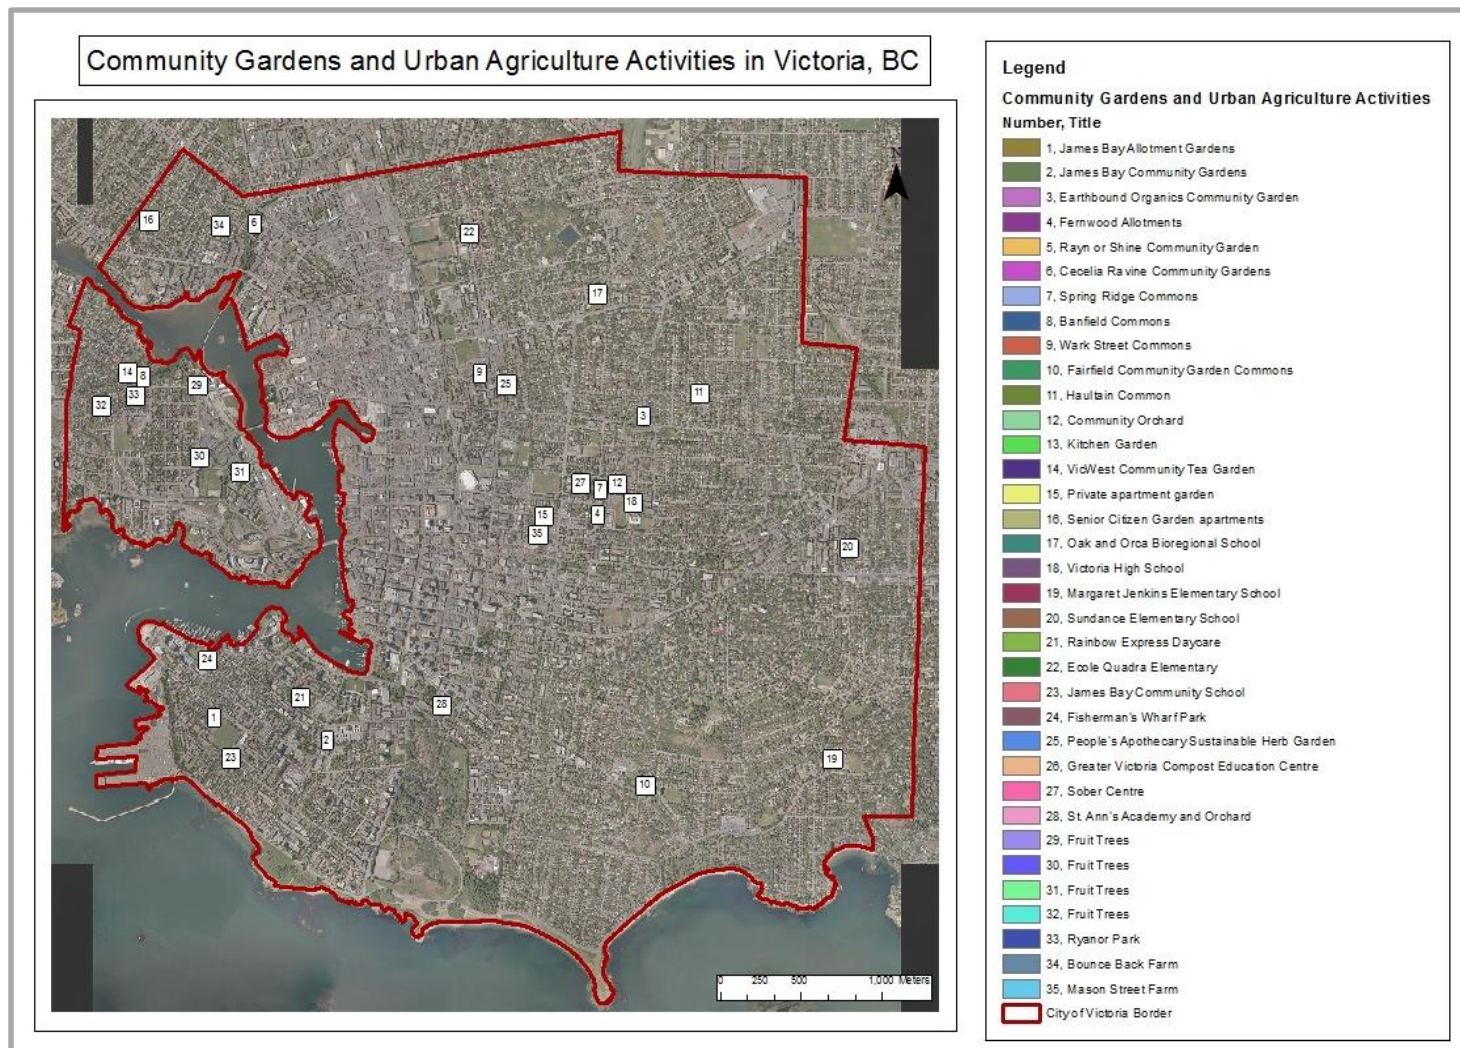 Community Gardens and Urban Agriculture Activities in Victoria, BC
N
16
34
6
22
17
14
8
29
9
25
33
32
11
3
30
31
27
7
12
18
15
4
35
20
24
21
28
1
2
23
19
10
0 250 500 1,000 Meters
Legend
Community Gardens and Urban Agriculture Activities
Number, Title
1, James Bay Allotment Gardens
2, James Bay Community Gardens
3, Earthbound Organics Community Garden
4, Fernwood Allotments
5, Rayn or Shine Community Garden
6, Cecelia Ravine Community Gardens
7, Spring Ridge Commons
8, Banfield Commons
9, Wark Street Commons
10, Fairfield Community Garden Commons
11, Haultain Common
12, Community Orchard
13, Kitchen Garden
14, VicWest Community Tea Garden
15, Private apartment garden
16, Senior Citizen Garden apartments
17, Oak and Orca Bioregional School
18, Victoria High School
19, Margaret Jenkins Elementary School
20, Sundance Elementary School
21, Rainbow Express Daycare
22, Ecole Quadra Elementary
23, James Bay Community School
24, Fisherman's Wharf Park
25, People's Apothecary Sustainable Herb Garden
26, Greater Victoria Compost Education Centre
27, Sober Centre
28, St. Ann's Academy and Orchard
29, Fruit Trees
30, Fruit Trees
31, Fruit Trees
32, Fruit Trees
33, Ryanor Park
34, Bounce Back Farm
35, Mason Street Farm
City of Victoria Border